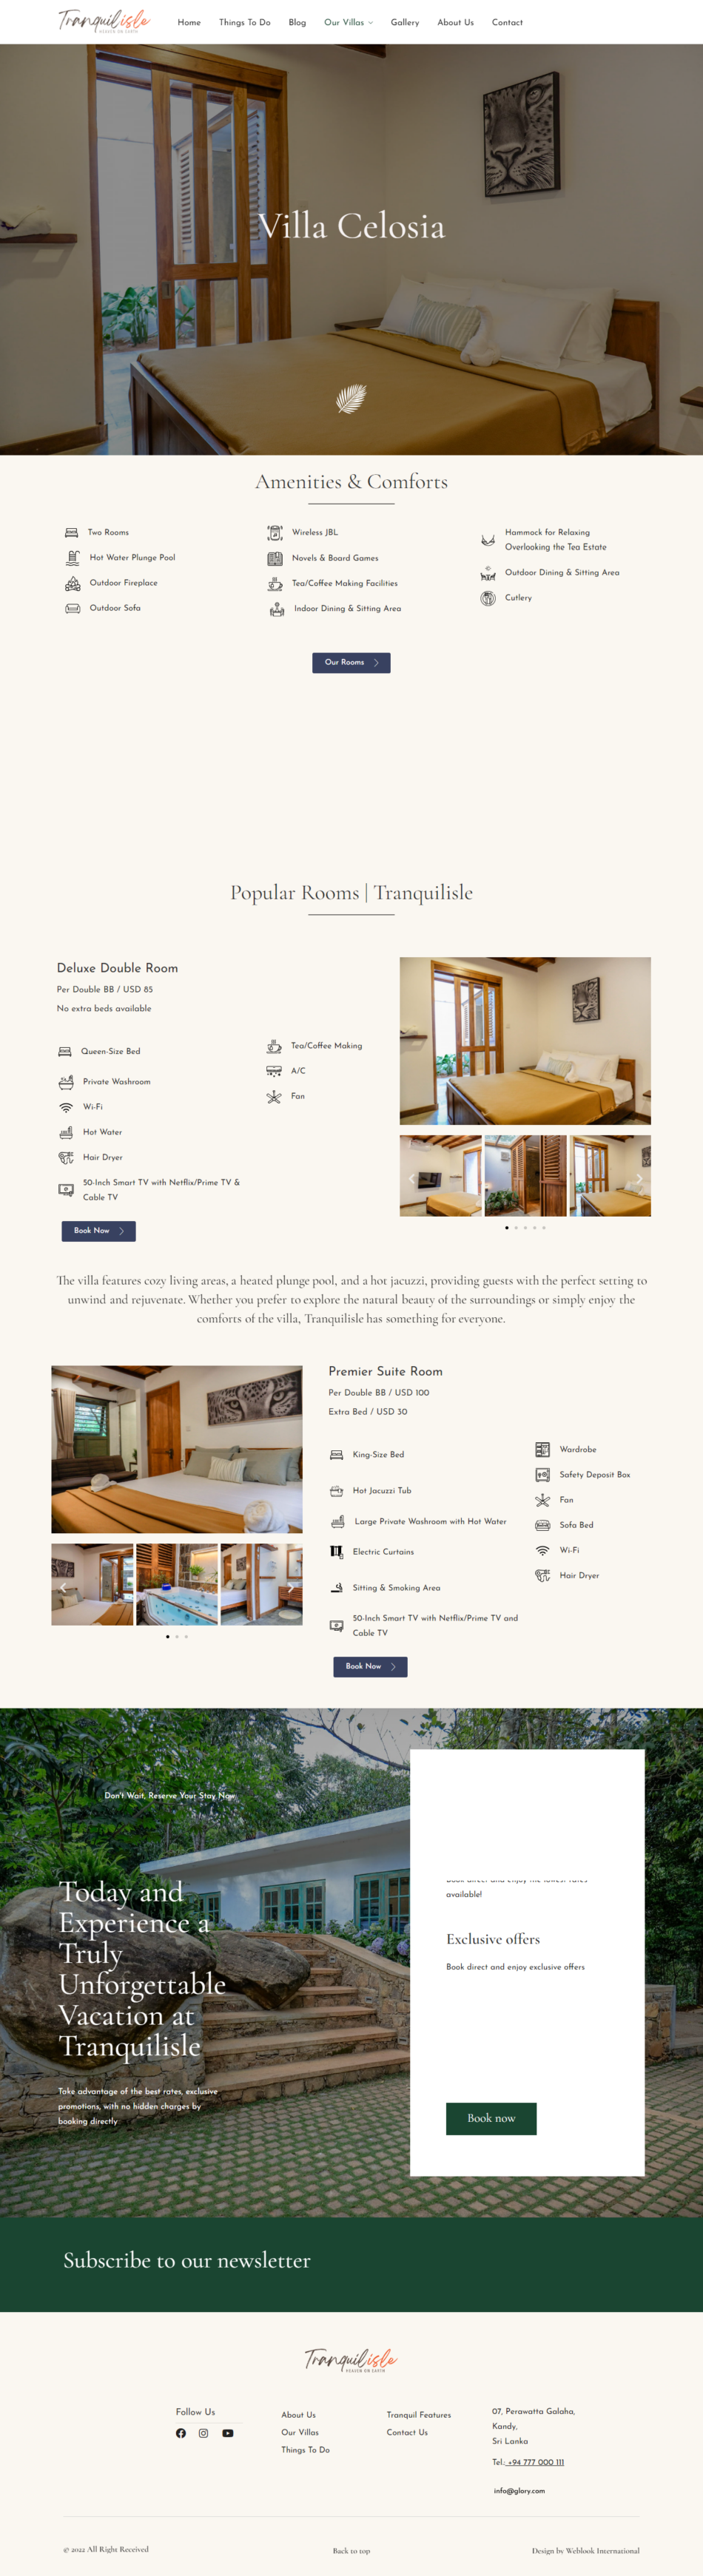 Tranquilisle
HEAVEN ON EARTH
Home
Things To Do
Blog
Our Villas
Gallery
About Us
Contact
Villa Celosia
Amenities & Comforts
Two Rooms
Hot Water Plunge Pool
Outdoor Fireplace
Outdoor Sofa
Wireless JBL
Novels & Board Games
Tea/Coffee Making Facilities
Indoor Dining & Sitting Area
Hammock for Relaxing
Overlooking the Tea Estate
Outdoor Dining & Sitting Area
Cutlery
Our Rooms
Popular Rooms | Tranquilisle
Deluxe Double Room
Per Double BB / USD 85
No extra beds available
Queen-Size Bed
Private Washroom
Wi-Fi
Hot Water
Hair Dryer
50-Inch Smart TV with Netflix/Prime TV &
Cable TV
Tea/Coffee Making
A/C
Fan
Book Now
The villa features cozy living areas, a heated plunge pool, and a hot jacuzzi, providing guests with the perfect setting to
unwind and rejuvenate. Whether you prefer to explore the natural beauty of the surroundings or simply enjoy the
comforts of the villa, Tranquilisle has something for everyone.
Premier Suite Room
Per Double BB / USD 100
Extra Bed / USD 30
King-Size Bed
Hot Jacuzzi Tub
Large Private Washroom with Hot Water
Electric Curtains
Sitting & Smoking Area
50-Inch Smart TV with Netflix/Prime TV and
Cable TV
Wardrobe
Safety Deposit Box
Fan
Sofa Bed
Wi-Fi
Hair Dryer
Book Now
Don't Wait, Reserve Your Stay Now
Today and
Experience a
Truly
Unforgettable
Vacation at
Tranquilisle
Take advantage of the best rates, exclusive
promotions, with no hidden charges by
booking directly
Book direct and enjoy the lowest rates
available!
Exclusive offers
Book direct and enjoy exclusive offers
Book now
Subscribe to our newsletter
Tranquilisle
HEAVEN ON EARTH
Follow Us
About Us
Our Villas
Things To Do
Tranquil Features
Contact Us
07, Perawatta Galaha,
Kandy,
Sri Lanka
Tel: +94 777 000 111
info@glory.com
© 2022 All Right Received
Back to top
Design by Weblook International